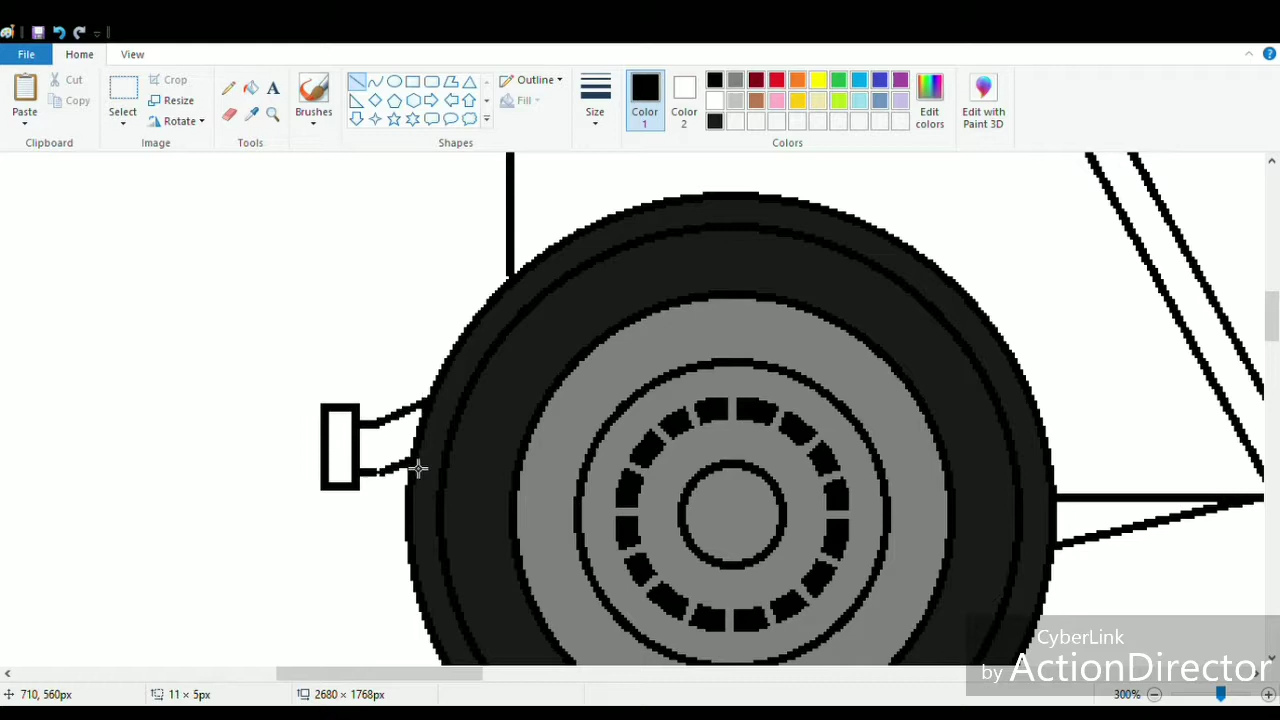 File Home View
Paste Cut Copy Clipboard
Select Crop Resize Rotate Image
A Tools
Brushes
Outline Fill Shapes
Size
Color 1 Color 2 Edit colors Colors
Edit with Paint 3D
CyberLink
by ActionDirector
710, 560px 11 × 5px 2680 × 1768px 300%